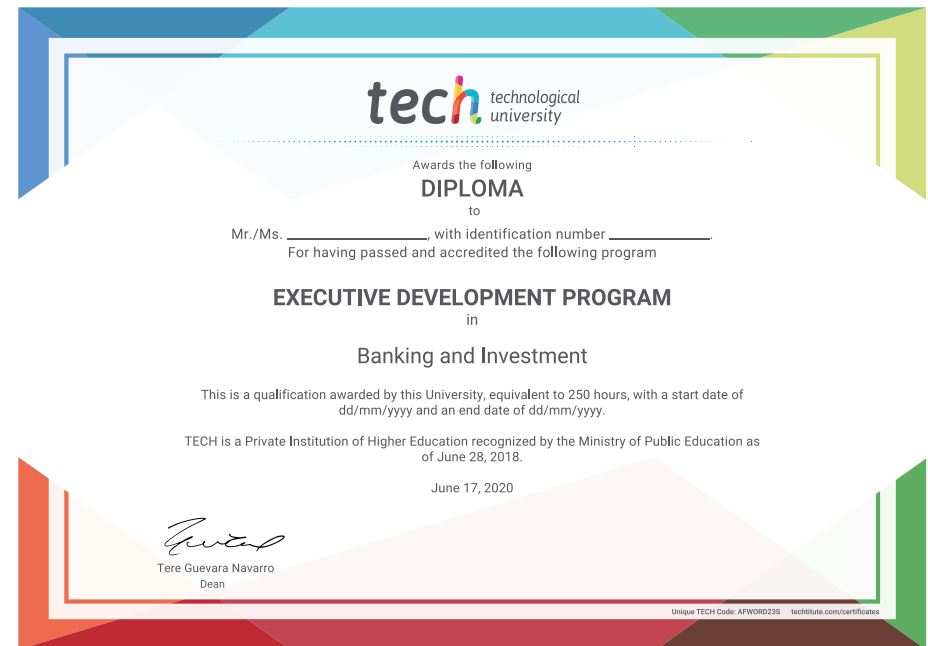 tech technological
university
Awards the following
DIPLOMA
to
Mr./Ms. ____________________, with identification number ______________.
For having passed and accredited the following program
EXECUTIVE DEVELOPMENT PROGRAM
in
Banking and Investment
This is a qualification awarded by this University, equivalent to 250 hours, with a start date of
dd/mm/yyyy and an end date of dd/mm/yyyy.
TECH is a Private Institution of Higher Education recognized by the Ministry of Public Education as
of June 28, 2018.
June 17, 2020
Tere Guevara Navarro
Dean
Unique TECH Code: AFWORD23S techtitute.com/certificates